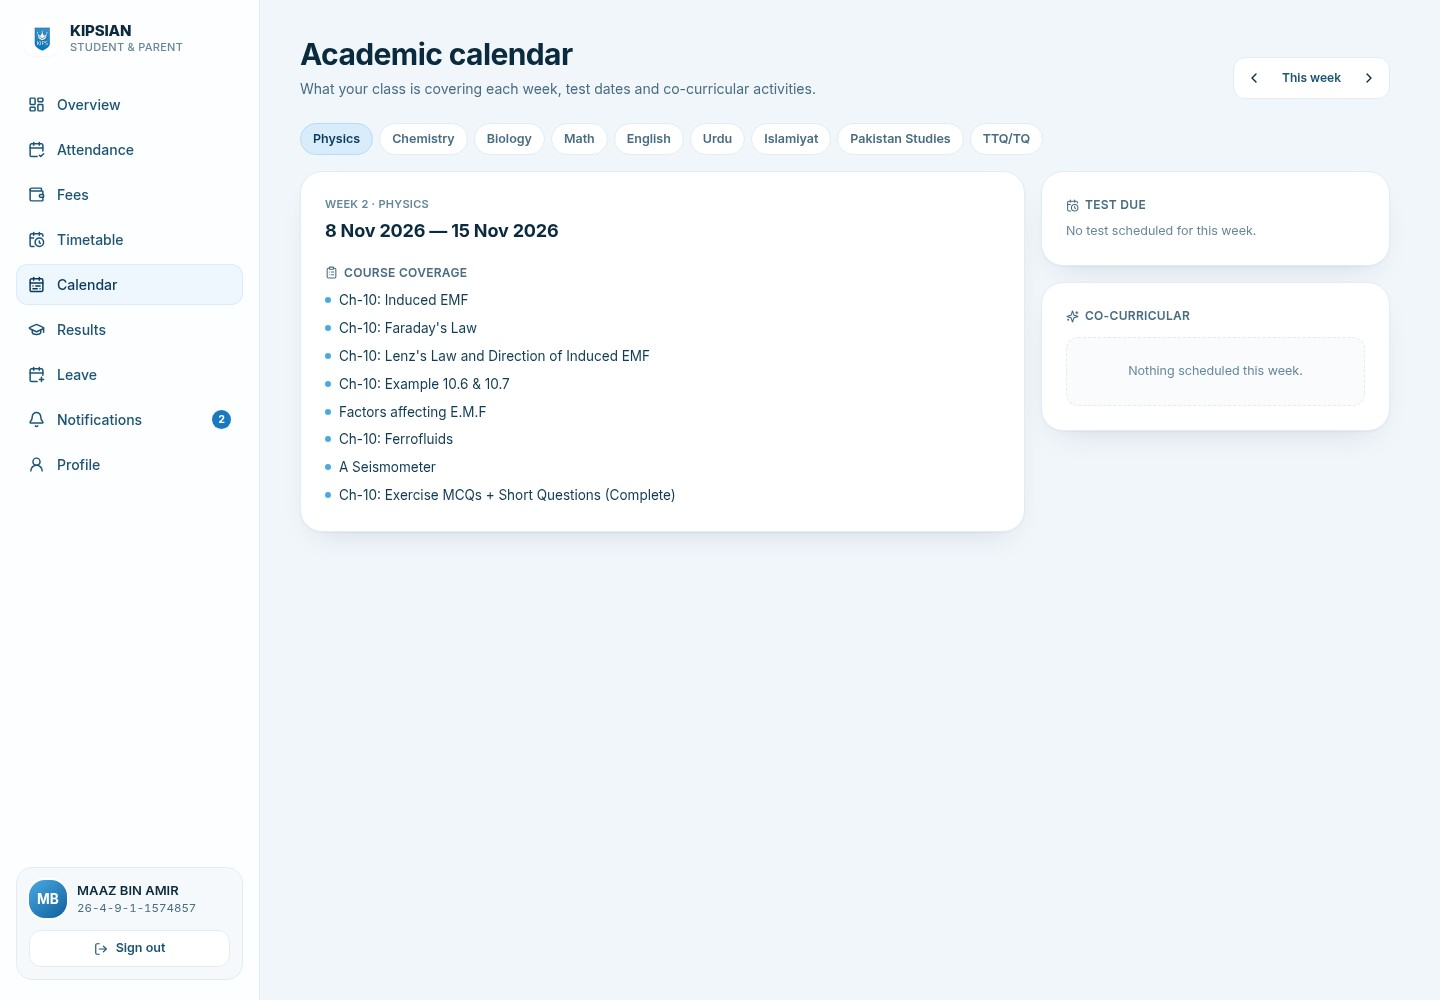 KIPSIAN
STUDENT & PARENT
KIPS
Overview
Attendance
Fees
Timetable
Calendar
Results
Leave
Notifications 2
Profile
MB
MAAZ BIN AMIR
26-4-9-1-1574857
Sign out
Academic calendar
What your class is covering each week, test dates and co-curricular activities.
This week
Physics Chemistry Biology Math English Urdu Islamiyat Pakistan Studies TTQ/TQ
WEEK 2 · PHYSICS
8 Nov 2026 — 15 Nov 2026
COURSE COVERAGE
Ch-10: Induced EMF
Ch-10: Faraday's Law
Ch-10: Lenz's Law and Direction of Induced EMF
Ch-10: Example 10.6 & 10.7
Factors affecting E.M.F
Ch-10: Ferrofluids
A Seismometer
Ch-10: Exercise MCQs + Short Questions (Complete)
TEST DUE
No test scheduled for this week.
CO-CURRICULAR
Nothing scheduled this week.